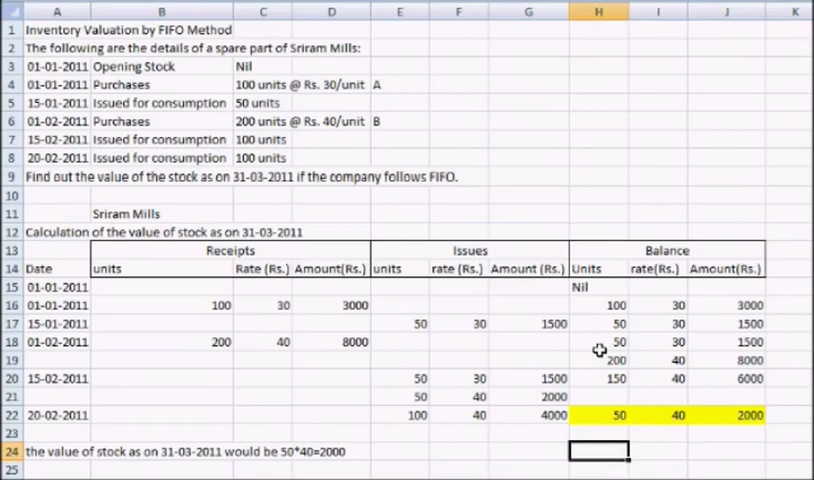 A B C D E F G H I J K
1 Inventory Valuation by FIFO Method
2 The following are the details of a spare part of Sriram Mills:
3 01-01-2011 Opening Stock Nil
4 01-01-2011 Purchases 100 units @ Rs. 30/unit A
5 15-01-2011 Issued for consumption 50 units
6 01-02-2011 Purchases 200 units @ Rs. 40/unit B
7 15-02-2011 Issued for consumption 100 units
8 20-02-2011 Issued for consumption 100 units
9 Find out the value of the stock as on 31-03-2011 if the company follows FIFO.
10
11 Sriram Mills
12 Calculation of the value of stock as on 31-03-2011
13 Receipts Issues Balance
14 Date units Rate (Rs.) Amount(Rs.) units rate (Rs.) Amount (Rs.) Units rate(Rs.) Amount(Rs.)
15 01-01-2011 Nil
16 01-01-2011 100 30 3000 100 30 3000
17 15-01-2011 50 30 1500 50 30 1500
18 01-02-2011 200 40 8000 50 30 1500
19 200 40 8000
20 15-02-2011 50 30 1500 150 40 6000
21 50 40 2000
22 20-02-2011 100 40 4000 50 40 2000
23
24 the value of stock as on 31-03-2011 would be 50*40=2000
25